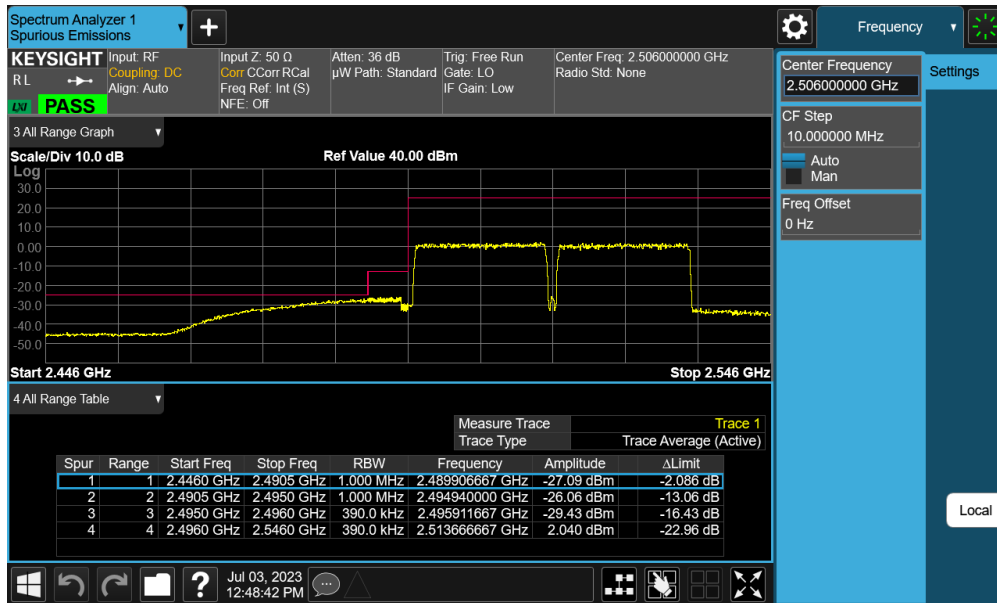 Spectrum Analyzer 1
Spurious Emissions
Frequency
KEYSIGHT
R L
LXI
PASS
Input: RF
Coupling: DC
Align: Auto
Input Z: 50 Ω
Corr CCorr RCal
Freq Ref: Int (S)
NFE: Off
Atten: 36 dB
µW Path: Standard
Trig: Free Run
Gate: LO
IF Gain: Low
Center Freq: 2.506000000 GHz
Radio Std: None
Center Frequency
2.506000000 GHz
Settings
CF Step
10.000000 MHz
Auto
Man
Freq Offset
0 Hz
3 All Range Graph
Scale/Div 10.0 dB
Ref Value 40.00 dBm
Log
30.0
20.0
10.0
0.00
-10.0
-20.0
-30.0
-40.0
-50.0
Start 2.446 GHz
Stop 2.546 GHz
4 All Range Table
Measure Trace Trace 1
Trace Type Trace Average (Active)
Spur Range Start Freq Stop Freq RBW Frequency Amplitude ΔLimit
1 1 2.4460 GHz 2.4905 GHz 1.000 MHz 2.489906667 GHz -27.09 dBm -2.086 dB
2 2 2.4905 GHz 2.4950 GHz 1.000 MHz 2.494940000 GHz -26.06 dBm -13.06 dB
3 3 2.4950 GHz 2.4960 GHz 390.0 kHz 2.495911667 GHz -29.43 dBm -16.43 dB
4 4 2.4960 GHz 2.5460 GHz 390.0 kHz 2.513666667 GHz 2.040 dBm -22.96 dB
Local
Jul 03, 2023
12:48:42 PM